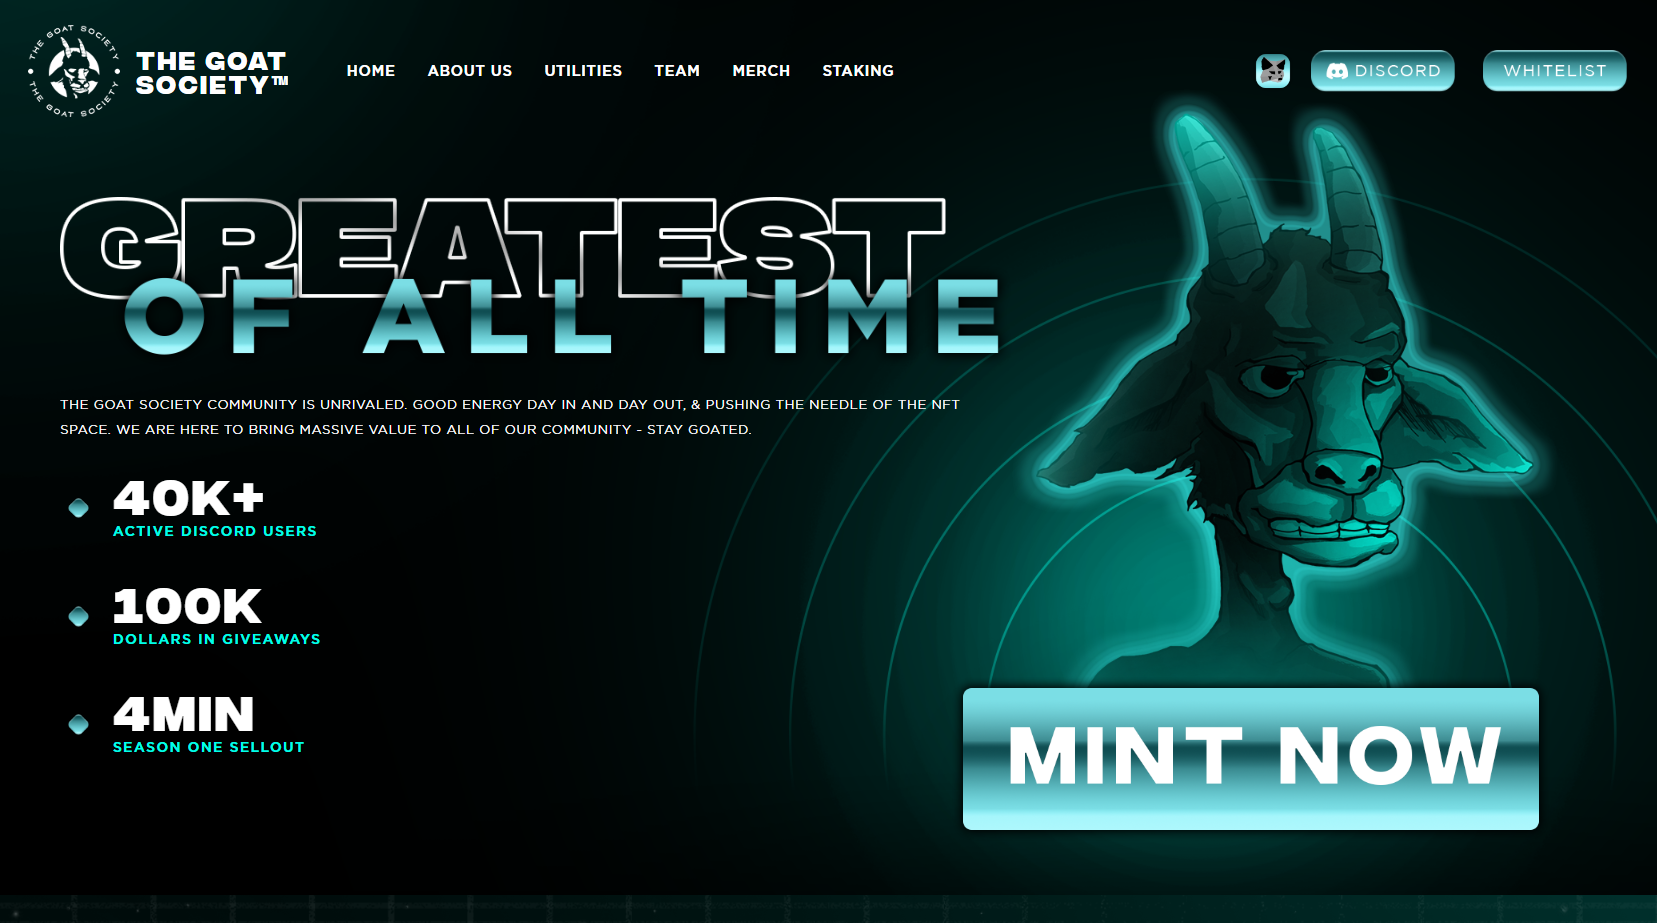 THE GOAT SOCIETY
THE GOAT SOCIETY
THE GOAT
SOCIETY™
HOME
ABOUT US
UTILITIES
TEAM
MERCH
STAKING
DISCORD
WHITELIST
GREATEST
OF ALL TIME
THE GOAT SOCIETY COMMUNITY IS UNRIVALED. GOOD ENERGY DAY IN AND DAY OUT, & PUSHING THE NEEDLE OF THE NFT
SPACE. WE ARE HERE TO BRING MASSIVE VALUE TO ALL OF OUR COMMUNITY - STAY GOATED.
40K+
ACTIVE DISCORD USERS
100K
DOLLARS IN GIVEAWAYS
4MIN
SEASON ONE SELLOUT
MINT NOW